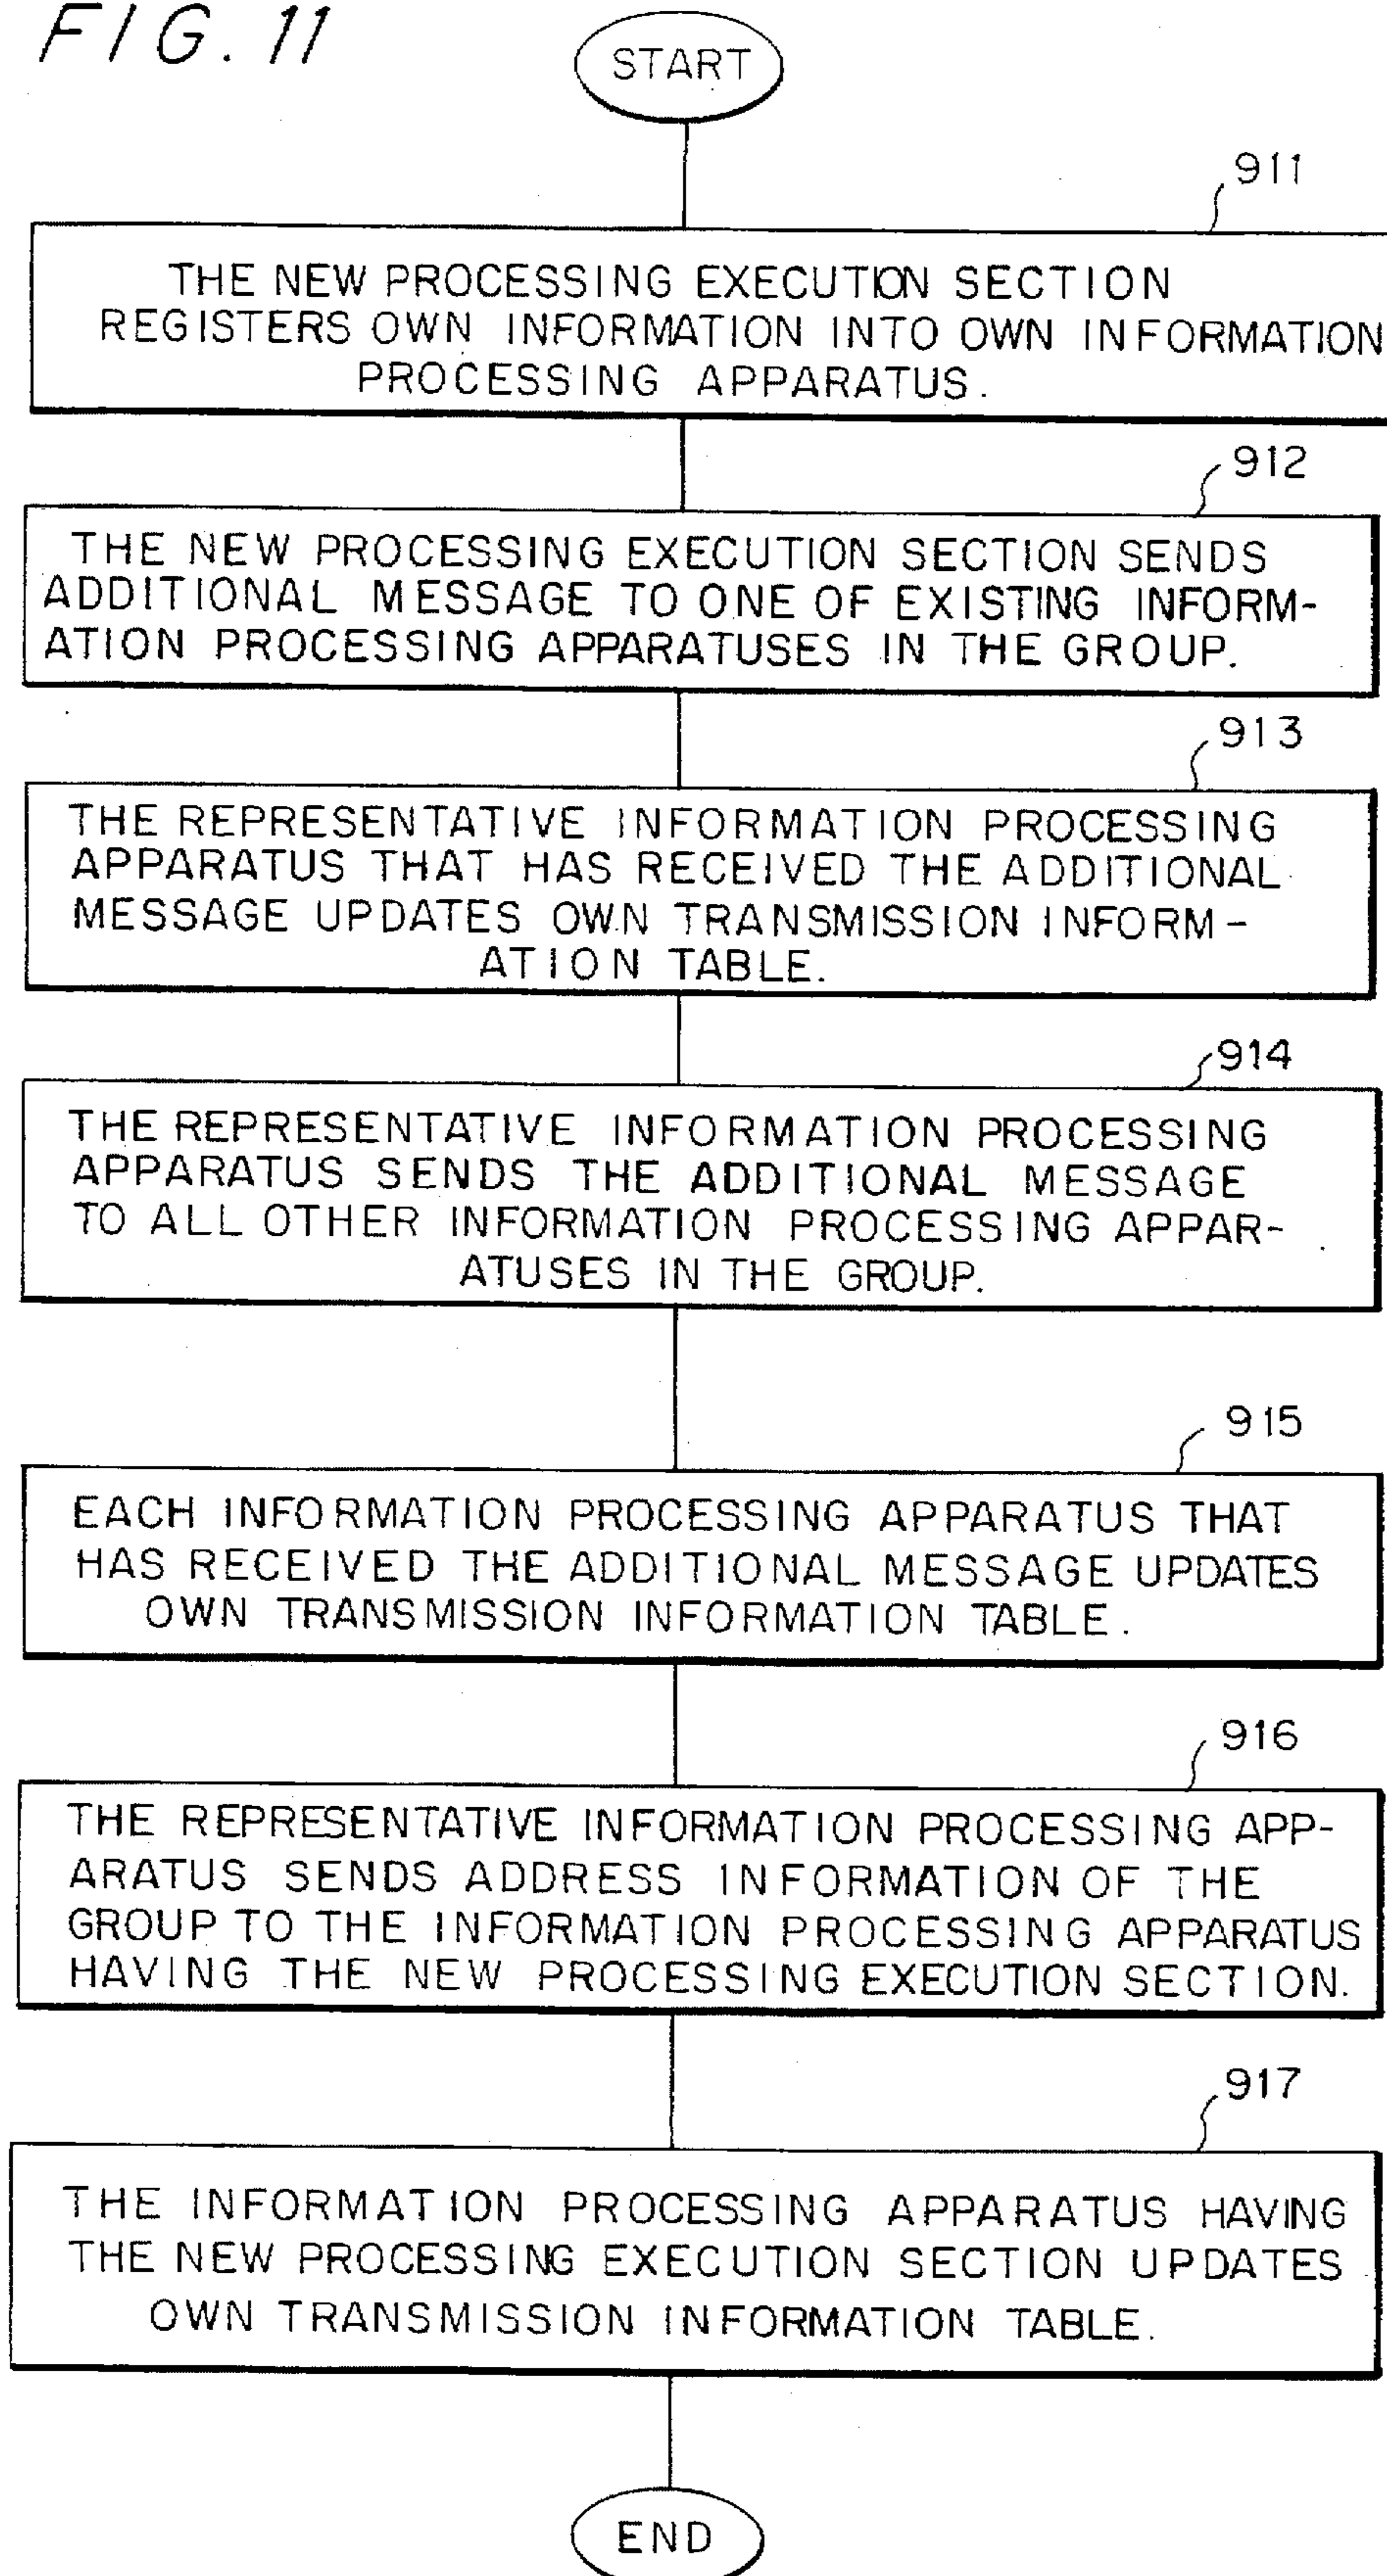 FIG. 11
START
911
THE NEW PROCESSING EXECUTION SECTION
REGISTERS OWN INFORMATION INTO OWN INFORMATION
PROCESSING APPARATUS.
912
THE NEW PROCESSING EXECUTION SECTION SENDS
ADDITIONAL MESSAGE TO ONE OF EXISTING INFORM-
ATION PROCESSING APPARATUSES IN THE GROUP.
913
THE REPRESENTATIVE INFORMATION PROCESSING
APPARATUS THAT HAS RECEIVED THE ADDITIONAL
MESSAGE UPDATES OWN TRANSMISSION INFORM-
ATION TABLE.
914
THE REPRESENTATIVE INFORMATION PROCESSING
APPARATUS SENDS THE ADDITIONAL MESSAGE
TO ALL OTHER INFORMATION PROCESSING APPAR-
ATUSES IN THE GROUP.
915
EACH INFORMATION PROCESSING APPARATUS THAT
HAS RECEIVED THE ADDITIONAL MESSAGE UPDATES
OWN TRANSMISSION INFORMATION TABLE.
916
THE REPRESENTATIVE INFORMATION PROCESSING APP-
ARATUS SENDS ADDRESS INFORMATION OF THE
GROUP TO THE INFORMATION PROCESSING APPARATUS
HAVING THE NEW PROCESSING EXECUTION SECTION.
917
THE INFORMATION PROCESSING APPARATUS HAVING
THE NEW PROCESSING EXECUTION SECTION UPDATES
OWN TRANSMISSION INFORMATION TABLE.
END